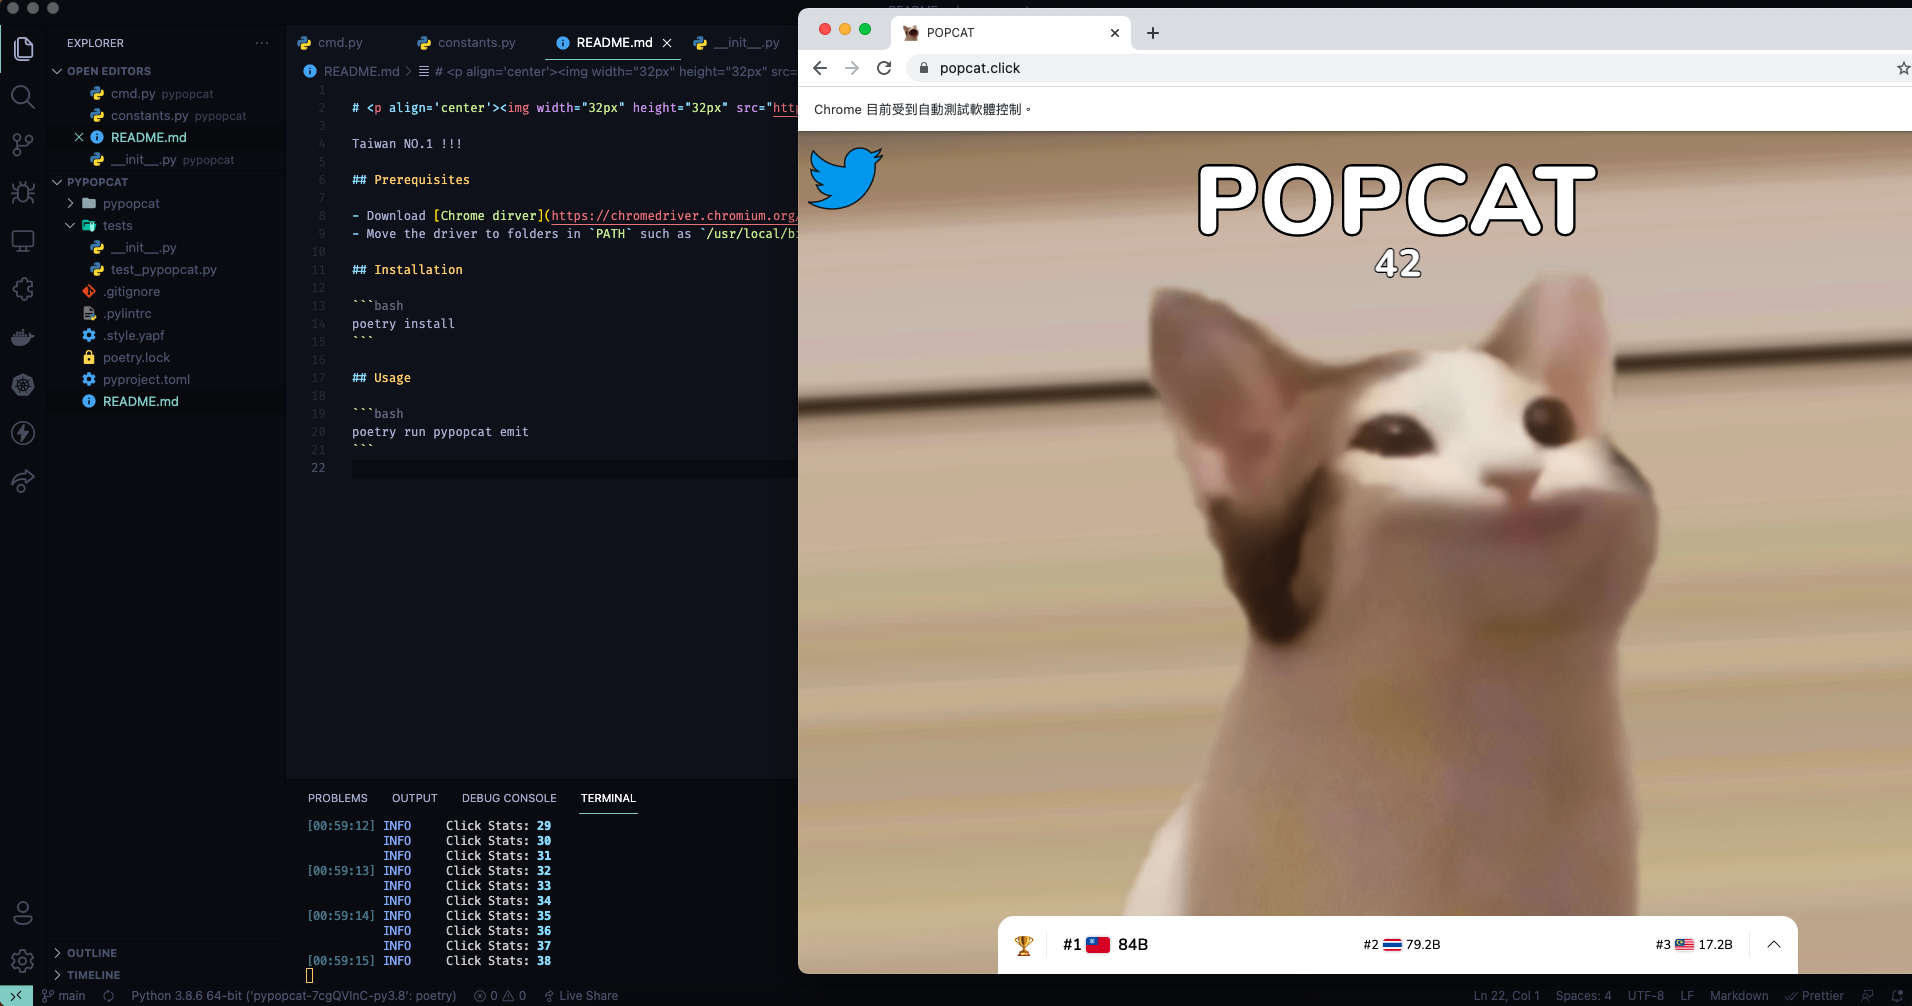 EXPLORER
OPEN EDITORS
cmd.py pypopcat
constants.py pypopcat
README.md
__init__.py pypopcat
PYPOPCAT
pypopcat
tests
__init__.py
test_pypopcat.py
.gitignore
.pylintrc
.style.yapf
poetry.lock
pyproject.toml
README.md
OUTLINE
TIMELINE
cmd.py constants.py README.md __init__.py
README.md > # <p align='center'><img width="32px" height="32px" src=
1
2 # <p align='center'><img width="32px" height="32px" src="http
3
4 Taiwan NO.1 !!!
5
6 ## Prerequisites
7
8 - Download [Chrome dirver](https://chromedriver.chromium.org/
9 - Move the driver to folders in `PATH` such as `/usr/local/bi
10
11 ## Installation
12
13 ```bash
14 poetry install
15 ```
16
17 ## Usage
18
19 ```bash
20 poetry run pypopcat emit
21 ```
22
PROBLEMS OUTPUT DEBUG CONSOLE TERMINAL
[00:59:12] INFO Click Stats: 29
INFO Click Stats: 30
INFO Click Stats: 31
[00:59:13] INFO Click Stats: 32
INFO Click Stats: 33
INFO Click Stats: 34
[00:59:14] INFO Click Stats: 35
INFO Click Stats: 36
INFO Click Stats: 37
[00:59:15] INFO Click Stats: 38
POPCAT
popcat.click
Chrome 目前受到自動測試軟體控制。
POPCAT
42
#1 84B #2 79.2B #3 17.2B
main Python 3.8.6 64-bit ('pypopcat-7cgQVInC-py3.8': poetry) 0 0 Live Share Ln 22, Col 1 Spaces: 4 UTF-8 LF Markdown Prettier